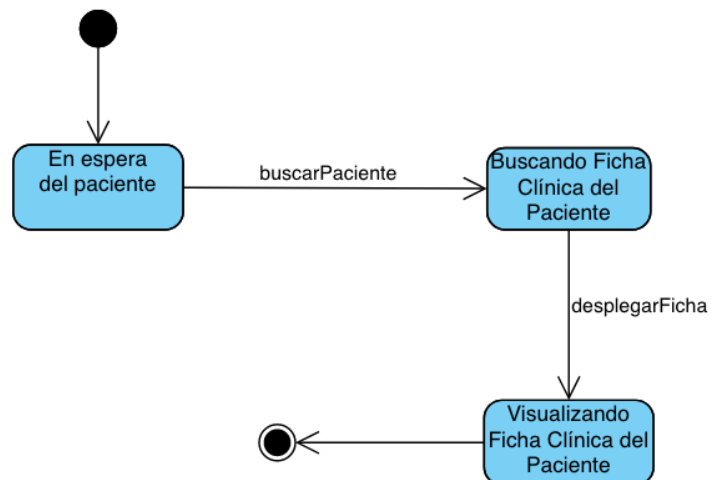 En espera
del paciente
buscarPaciente
Buscando Ficha
Clínica del
Paciente
desplegarFicha
Visualizando
Ficha Clínica del
Paciente